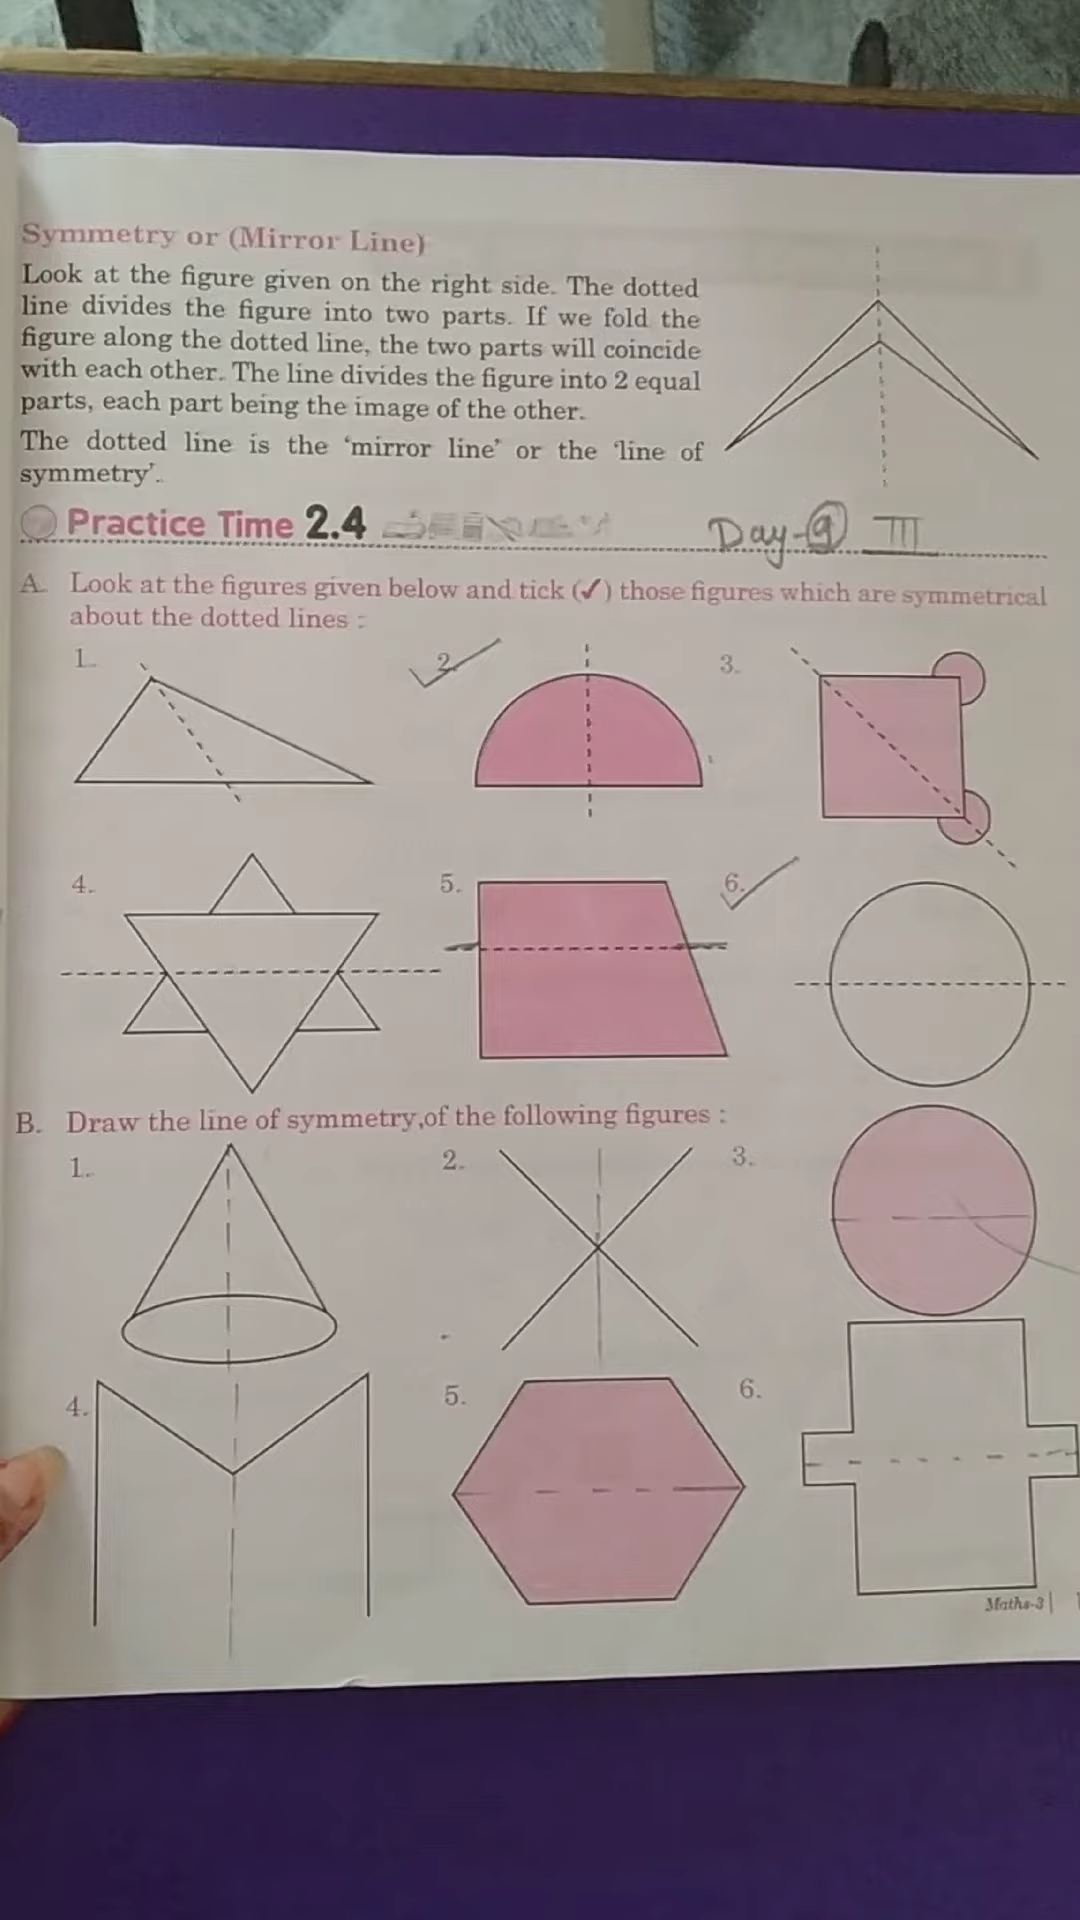 Symmetry or (Mirror Line)
Look at the figure given on the right side. The dotted
line divides the figure into two parts. If we fold the
figure along the dotted line, the two parts will coincide
with each other. The line divides the figure into 2 equal
parts, each part being the image of the other.
The dotted line is the 'mirror line' or the 'line of
symmetry'.
Practice Time 2.4
Day-9 III
A. Look at the figures given below and tick (✓) those figures which are symmetrical
about the dotted lines :
1. 2. 3.
4. 5. 6.
B. Draw the line of symmetry,of the following figures :
1. 2. 3.
4. 5. 6.
Maths-3